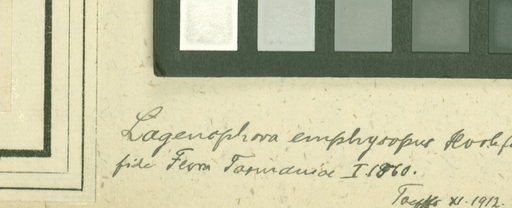 Lagenophora emphysopus Hook f
fide Flora Tasmaniae I. 1860.
XI. 1912.